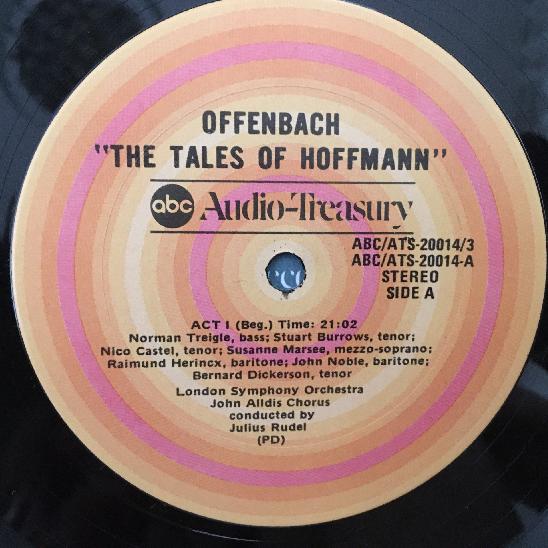 OFFENBACH
"THE TALES OF HOFFMANN"
abc Audio-Treasury
ABC/ATS-20014/3
ABC/ATS-20014-A
STEREO
SIDE A
ACT I (Beg.) Time: 21:02
Norman Treigle, bass; Stuart Burrows, tenor;
Nico Castel, tenor; Susanne Marsee, mezzo-soprano;
Raimund Herincx, baritone; John Noble, baritone;
Bernard Dickerson, tenor
London Symphony Orchestra
John Alldis Chorus
conducted by
Julius Rudel
(PD)